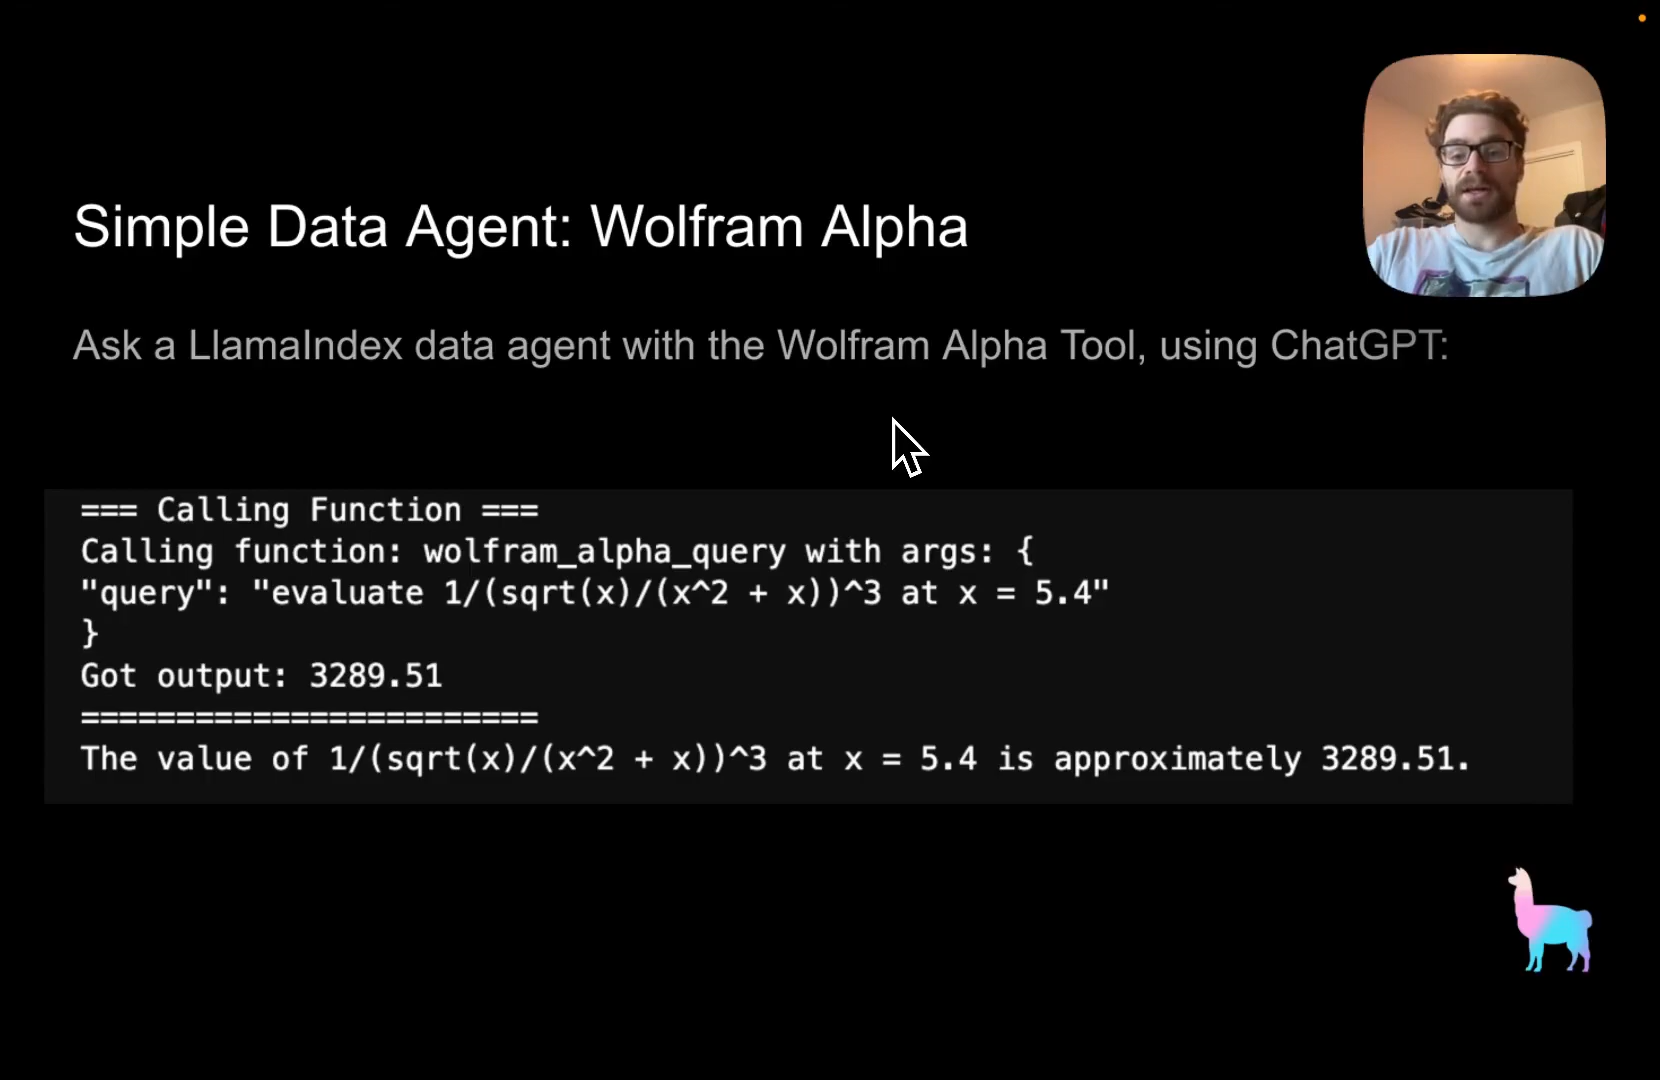 Simple Data Agent: Wolfram Alpha
Ask a LlamaIndex data agent with the Wolfram Alpha Tool, using ChatGPT:
=== Calling Function ===
Calling function: wolfram_alpha_query with args: {
"query": "evaluate 1/(sqrt(x)/(x^2 + x))^3 at x = 5.4"
}
Got output: 3289.51
========================
The value of 1/(sqrt(x)/(x^2 + x))^3 at x = 5.4 is approximately 3289.51.